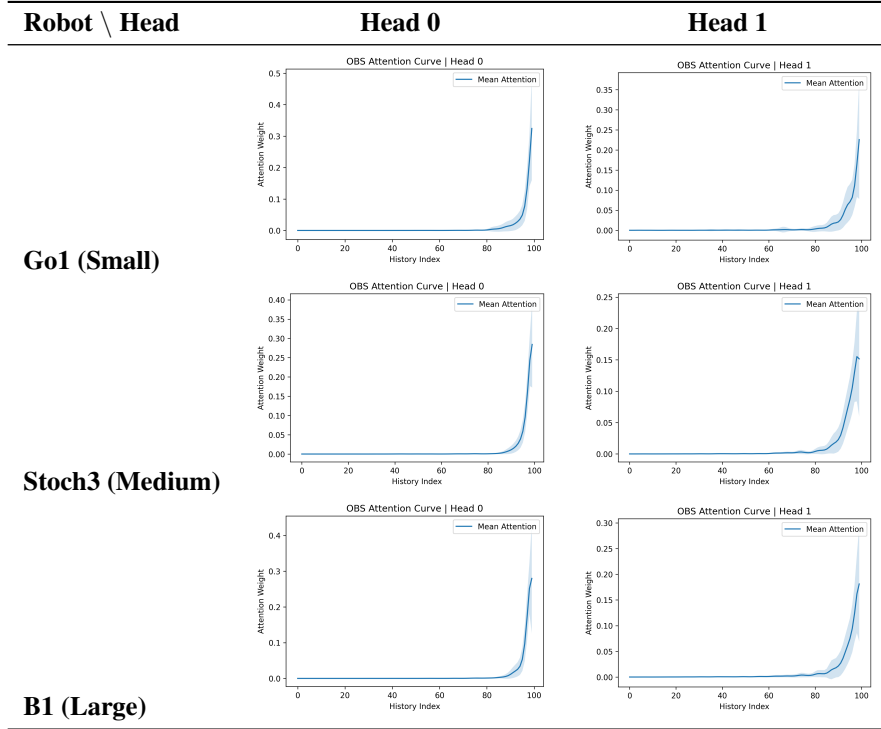 Robot \ Head Head 0 Head 1
OBS Attention Curve | Head 0
Mean Attention
Attention Weight
0.5
0.4
0.3
0.2
0.1
0.0
0 20 40 60 80 100
History Index
OBS Attention Curve | Head 1
Mean Attention
Attention Weight
0.35
0.30
0.25
0.20
0.15
0.10
0.05
0.00
0 20 40 60 80 100
History Index
Go1 (Small)
OBS Attention Curve | Head 0
Mean Attention
Attention Weight
0.40
0.35
0.30
0.25
0.20
0.15
0.10
0.05
0.00
0 20 40 60 80 100
History Index
OBS Attention Curve | Head 1
Mean Attention
Attention Weight
0.25
0.20
0.15
0.10
0.05
0.00
0 20 40 60 80 100
History Index
Stoch3 (Medium)
OBS Attention Curve | Head 0
Mean Attention
Attention Weight
0.4
0.3
0.2
0.1
0.0
0 20 40 60 80 100
History Index
OBS Attention Curve | Head 1
Mean Attention
Attention Weight
0.30
0.25
0.20
0.15
0.10
0.05
0.00
0 20 40 60 80 100
History Index
B1 (Large)